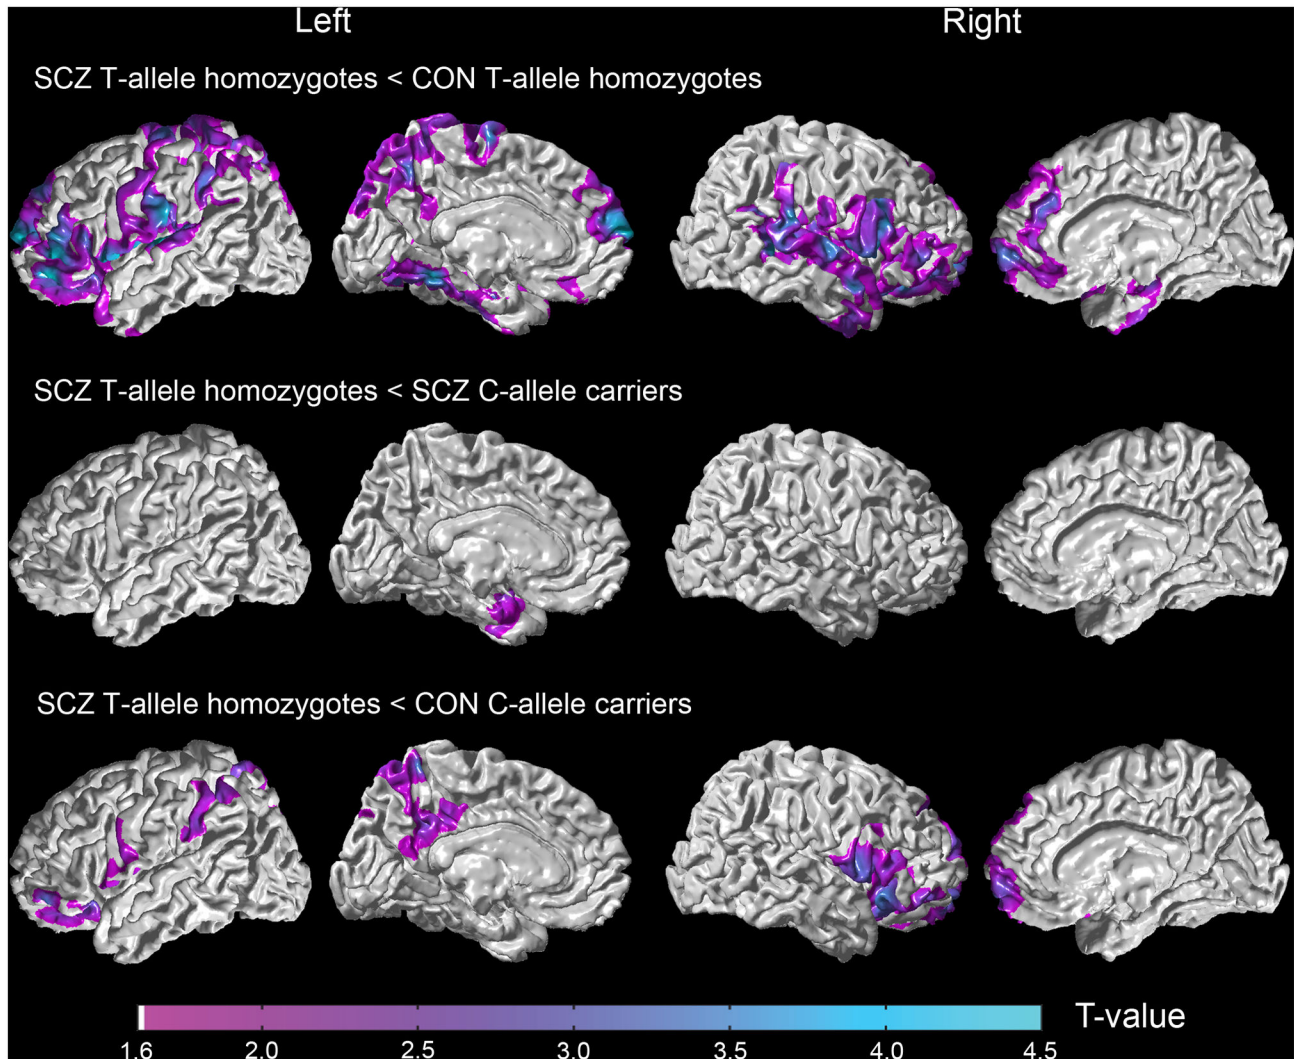 Left Right
SCZ T-allele homozygotes < CON T-allele homozygotes
SCZ T-allele homozygotes < SCZ C-allele carriers
SCZ T-allele homozygotes < CON C-allele carriers
T-value
1.6 2.0 2.5 3.0 3.5 4.0 4.5